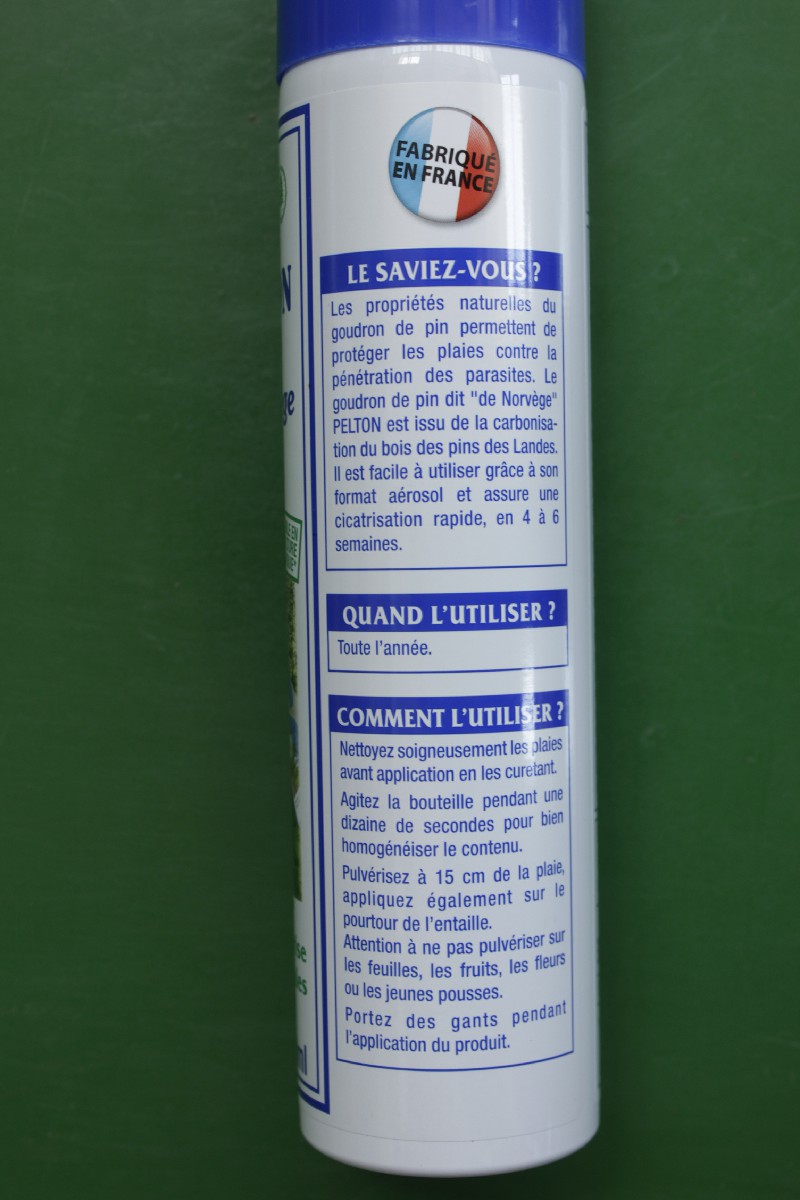 FABRIQUÉ
EN FRANCE
LE SAVIEZ-VOUS ?
Les propriétés naturelles du
goudron de pin permettent de
protéger les plaies contre la
pénétration des parasites. Le
goudron de pin dit "de Norvège"
PELTON est issu de la carbonisa-
tion du bois des pins des Landes.
Il est facile à utiliser grâce à son
format aérosol et assure une
cicatrisation rapide, en 4 à 6
semaines.
QUAND L'UTILISER ?
Toute l'année.
COMMENT L'UTILISER ?
Nettoyez soigneusement les plaies
avant application en les curetant.
Agitez la bouteille pendant une
dizaine de secondes pour bien
homogénéiser le contenu.
Pulvérisez à 15 cm de la plaie,
appliquez également sur le
pourtour de l'entaille.
Attention à ne pas pulvériser sur
les feuilles, les fruits, les fleurs
ou les jeunes pousses.
Portez des gants pendant
l'application du produit.
ml